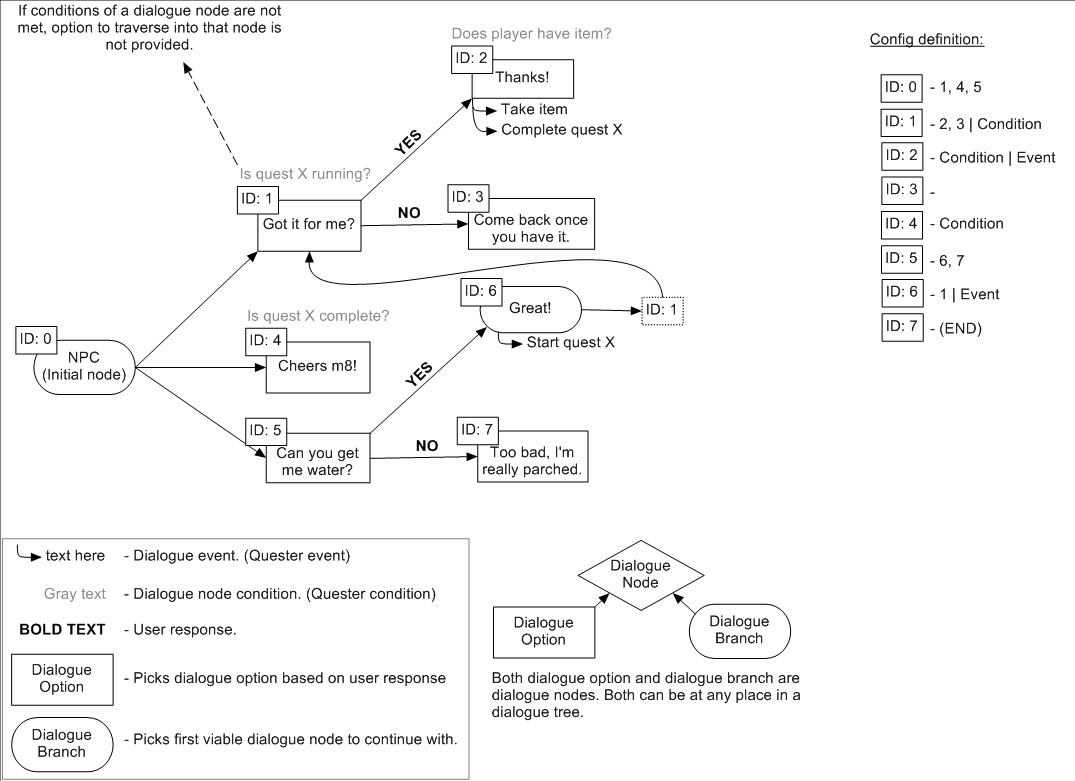 If conditions of a dialogue node are not
met, option to traverse into that node is
not provided.
Does player have item?
ID: 2
Thanks!
Take item
Complete quest X
YES
Is quest X running?
ID: 1
Got it for me?
NO
ID: 3
Come back once
you have it.
ID: 6
Great!
ID: 1
Start quest X
Is quest X complete?
ID: 4
Cheers m8!
ID: 0
NPC
(Initial node)
YES
ID: 5
Can you get
me water?
NO
ID: 7
Too bad, I'm
really parched.
Config definition:
ID: 0 - 1, 4, 5
ID: 1 - 2, 3 | Condition
ID: 2 - Condition | Event
ID: 3 -
ID: 4 - Condition
ID: 5 - 6, 7
ID: 6 - 1 | Event
ID: 7 - (END)
text here - Dialogue event. (Quester event)
Gray text - Dialogue node condition. (Quester condition)
BOLD TEXT - User response.
Dialogue
Option
- Picks dialogue option based on user response
Dialogue
Branch
- Picks first viable dialogue node to continue with.
Dialogue
Node
Dialogue
Option
Dialogue
Branch
Both dialogue option and dialogue branch are
dialogue nodes. Both can be at any place in a
dialogue tree.